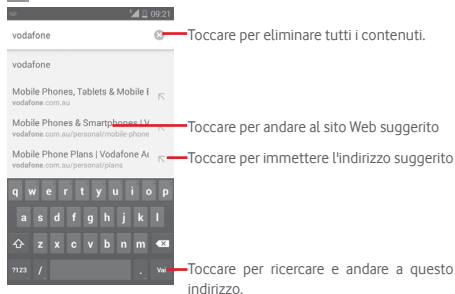 09:21
vodafone
Toccare per eliminare tutti i contenuti.
vodafone
Mobile Phones, Tablets & Mobile E
vodafone.com.au
Mobile Phones & Smartphones | V
vodafone.com.au/personal/mobile-phone
Toccare per andare al sito Web suggerito
Mobile Phone Plans | Vodafone Au
vodafone.com.au/personal/plans
Toccare per immettere l'indirizzo suggerito
q w e r t y u i o p
a s d f g h j k l
z x c v b n m
?123 / . Vai
Toccare per ricercare e andare a questo
indirizzo.